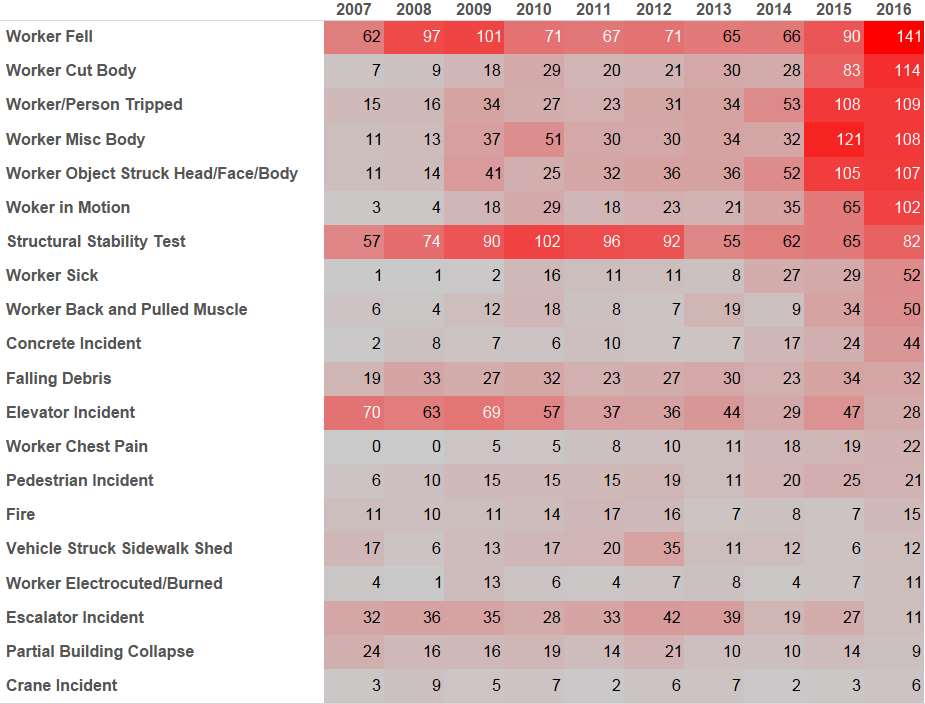 2007 2008 2009 2010 2011 2012 2013 2014 2015 2016
Worker Fell 62 97 101 71 67 71 65 66 90 141
Worker Cut Body 7 9 18 29 20 21 30 28 83 114
Worker/Person Tripped 15 16 34 27 23 31 34 53 108 109
Worker Misc Body 11 13 37 51 30 30 34 32 121 108
Worker Object Struck Head/Face/Body 11 14 41 25 32 36 36 52 105 107
Woker in Motion 3 4 18 29 18 23 21 35 65 102
Structural Stability Test 57 74 90 102 96 92 55 62 65 82
Worker Sick 1 1 2 16 11 11 8 27 29 52
Worker Back and Pulled Muscle 6 4 12 18 8 7 19 9 34 50
Concrete Incident 2 8 7 6 10 7 7 17 24 44
Falling Debris 19 33 27 32 23 27 30 23 34 32
Elevator Incident 70 63 69 57 37 36 44 29 47 28
Worker Chest Pain 0 0 5 5 8 10 11 18 19 22
Pedestrian Incident 6 10 15 15 15 19 11 20 25 21
Fire 11 10 11 14 17 16 7 8 7 15
Vehicle Struck Sidewalk Shed 17 6 13 17 20 35 11 12 6 12
Worker Electrocuted/Burned 4 1 13 6 4 7 8 4 7 11
Escalator Incident 32 36 35 28 33 42 39 19 27 11
Partial Building Collapse 24 16 16 19 14 21 10 10 14 9
Crane Incident 3 9 5 7 2 6 7 2 3 6